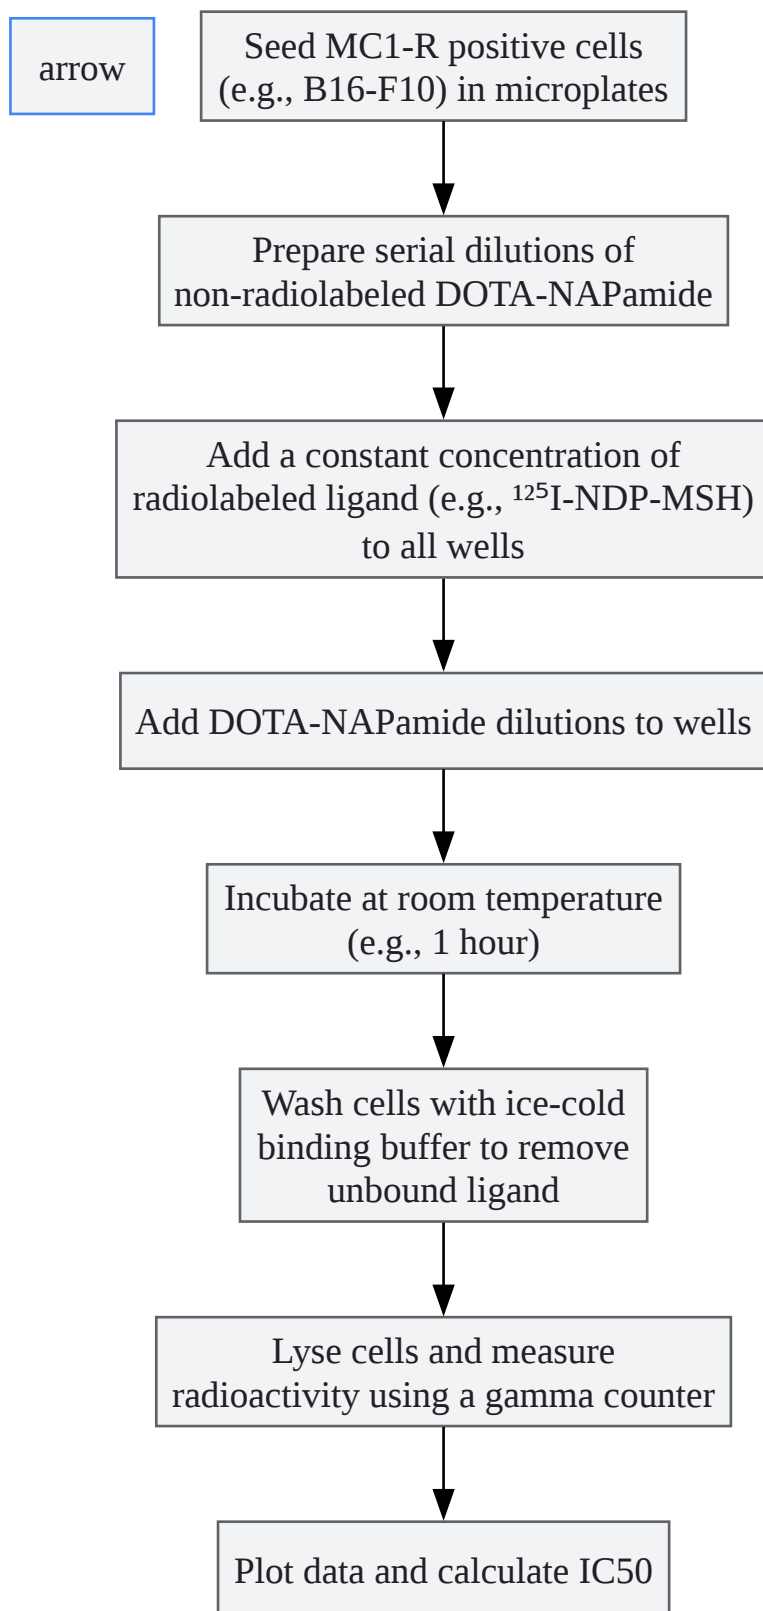 arrow
Seed MC1-R positive cells
(e.g., B16-F10) in microplates
Prepare serial dilutions of
non-radiolabeled DOTA-NAPamide
Add a constant concentration of
radiolabeled ligand (e.g., ¹²⁵I-NDP-MSH)
to all wells
Add DOTA-NAPamide dilutions to wells
Incubate at room temperature
(e.g., 1 hour)
Wash cells with ice-cold
binding buffer to remove
unbound ligand
Lyse cells and measure
radioactivity using a gamma counter
Plot data and calculate IC50